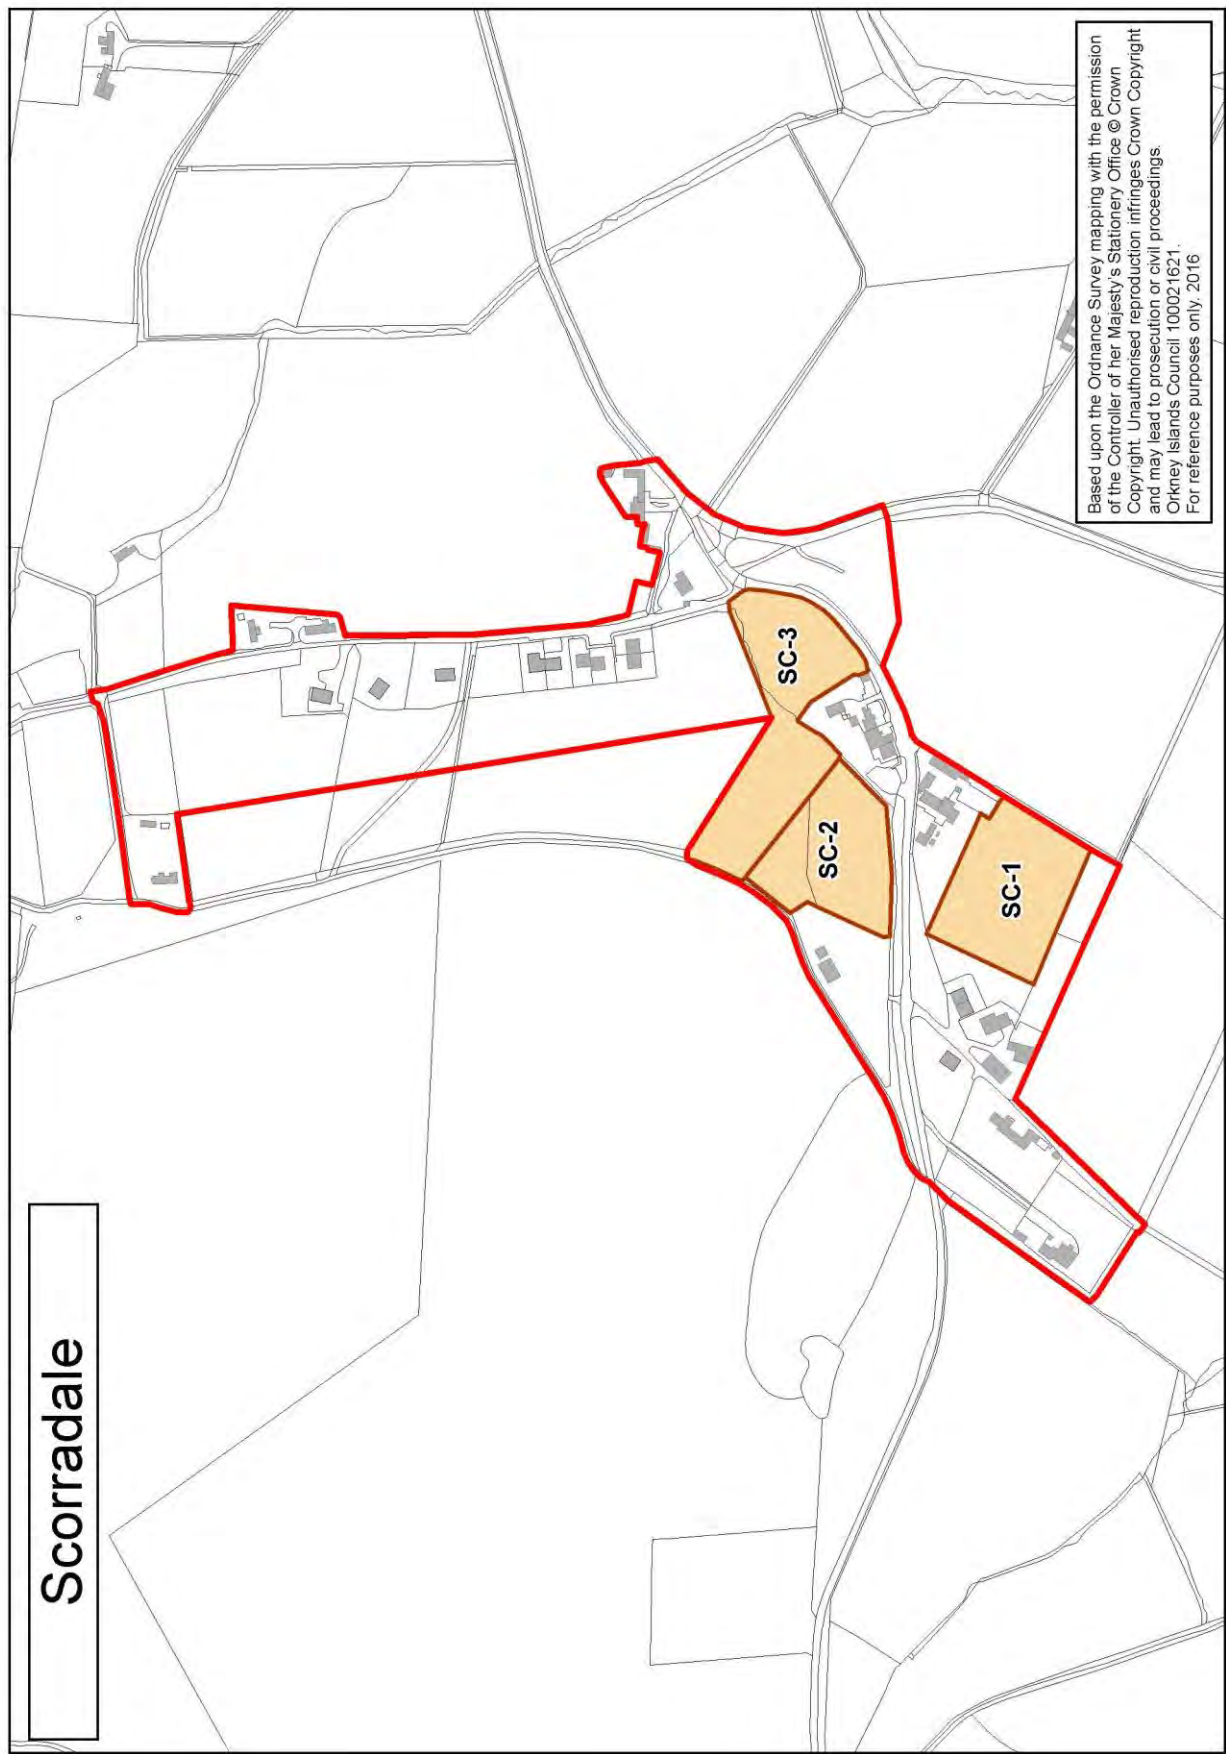 Scorradale
SC-3
SC-2
SC-1
Based upon the Ordnance Survey mapping with the permission
of the Controller of her Majesty's Stationery Office © Crown
Copyright. Unauthorised reproduction infringes Crown Copyright
and may lead to prosecution or civil proceedings.
Orkney Islands Council 100021621.
For reference purposes only, 2016